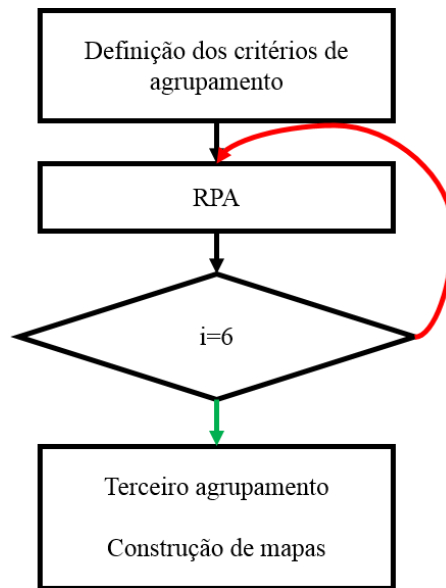 Definição dos critérios de
agrupamento
RPA
i=6
Terceiro agrupamento
Construção de mapas